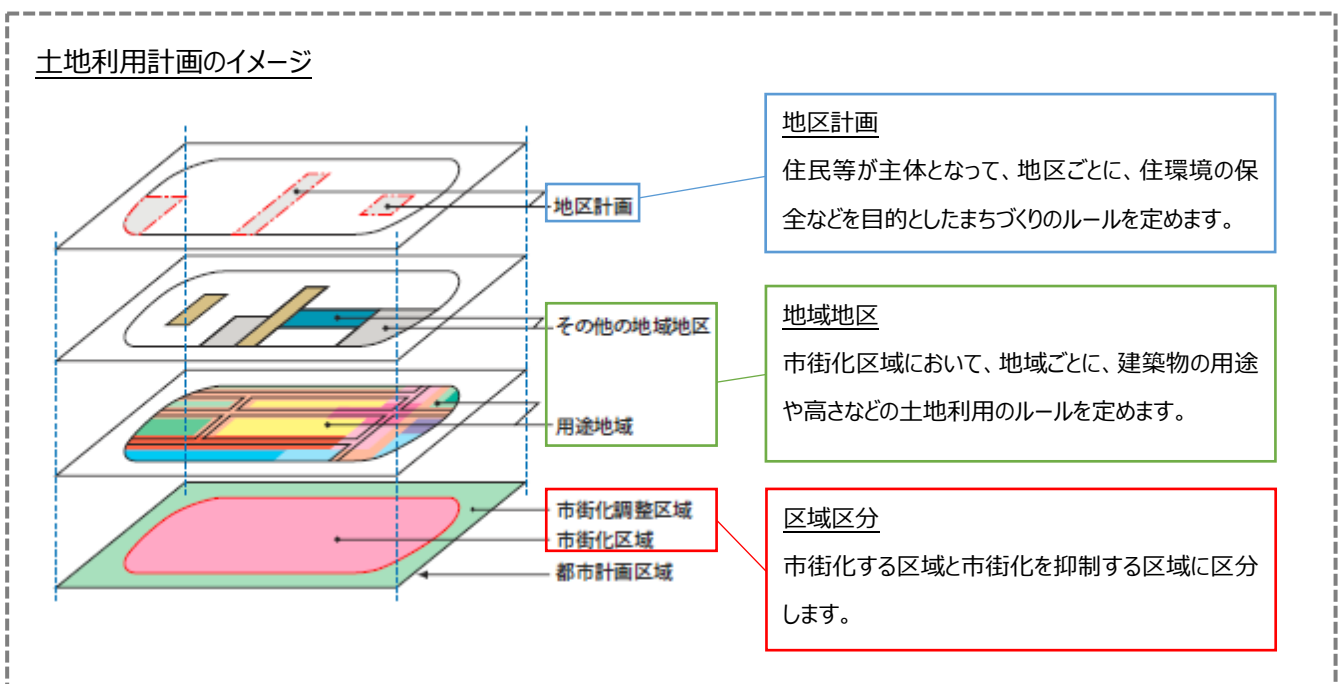 土地利用計画のイメージ
地区計画
その他の地域地区
用途地域
市街化調整区域
市街化区域
都市計画区域
地区計画
住民等が主体となって、地区ごとに、住環境の保
全などを目的としたまちづくりのルールを定めます。
地域地区
市街化区域において、地域ごとに、建築物の用途
や高さなどの土地利用のルールを定めます。
区域区分
市街化する区域と市街化を抑制する区域に区分
します。